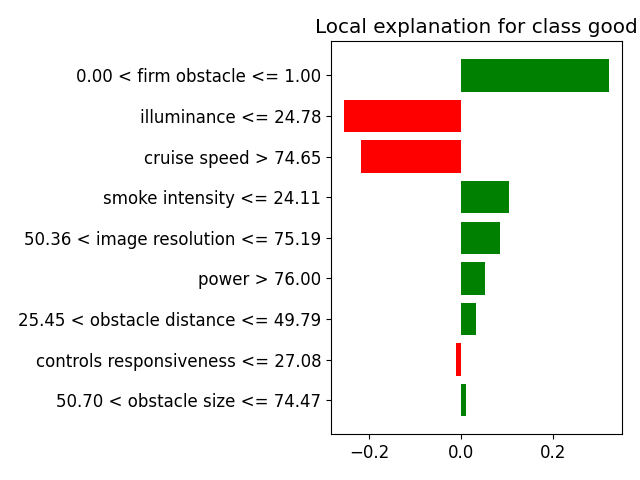 Local explanation for class good
0.00 < firm obstacle <= 1.00
illuminance <= 24.78
cruise speed > 74.65
smoke intensity <= 24.11
50.36 < image resolution <= 75.19
power > 76.00
25.45 < obstacle distance <= 49.79
controls responsiveness <= 27.08
50.70 < obstacle size <= 74.47
−0.2 0.0 0.2